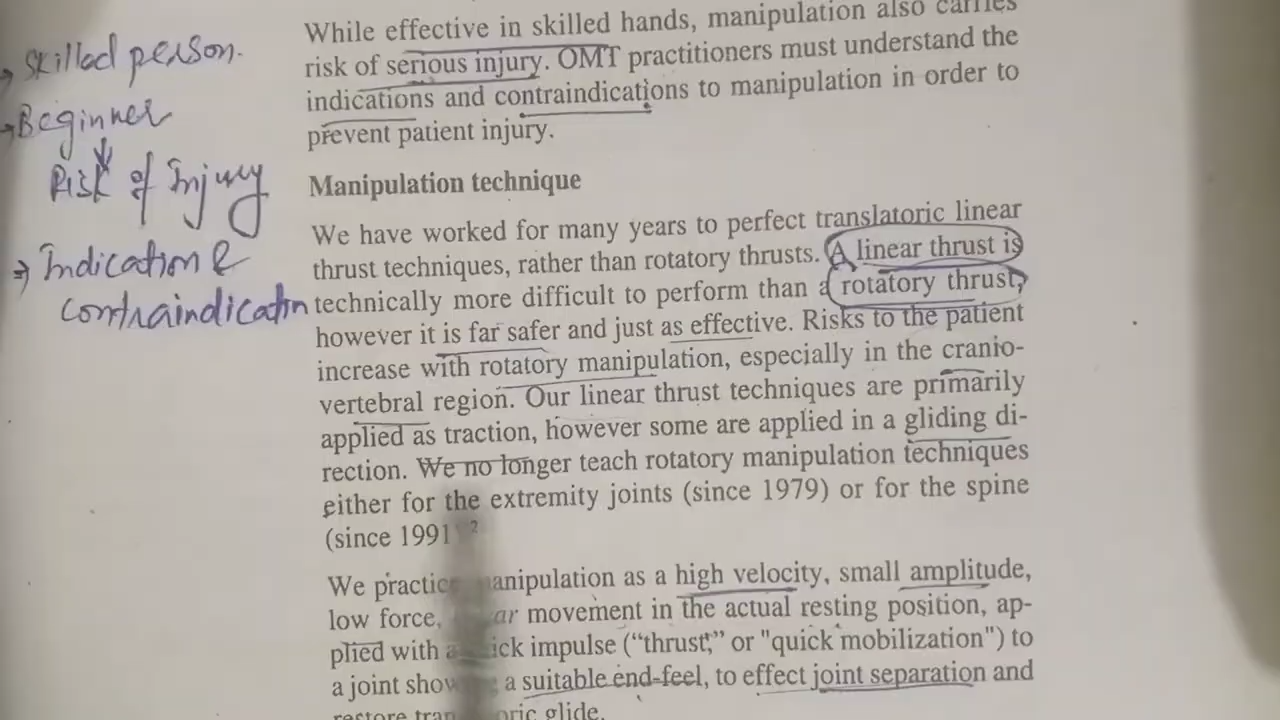 While effective in skilled hands, manipulation also carries
risk of serious injury. OMT practitioners must understand the
indications and contraindications to manipulation in order to
prevent patient injury.
Manipulation technique
We have worked for many years to perfect translatoric linear
thrust techniques, rather than rotatory thrusts. A linear thrust is
technically more difficult to perform than a rotatory thrust,
however it is far safer and just as effective. Risks to the patient
increase with rotatory manipulation, especially in the cranio-
vertebral region. Our linear thrust techniques are primarily
applied as traction, however some are applied in a gliding di-
rection. We no longer teach rotatory manipulation techniques
either for the extremity joints (since 1979) or for the spine
(since 1991 2
We practice manipulation as a high velocity, small amplitude,
low force, movement in the actual resting position, ap-
plied with a impulse ("thrust," or "quick mobilization") to
a joint a suitable end-feel, to effect joint separation and
restore glide.
→ Skilled person.
→ Beginner
↓
Risk of Injury
⇒ Indication &
contraindicatin